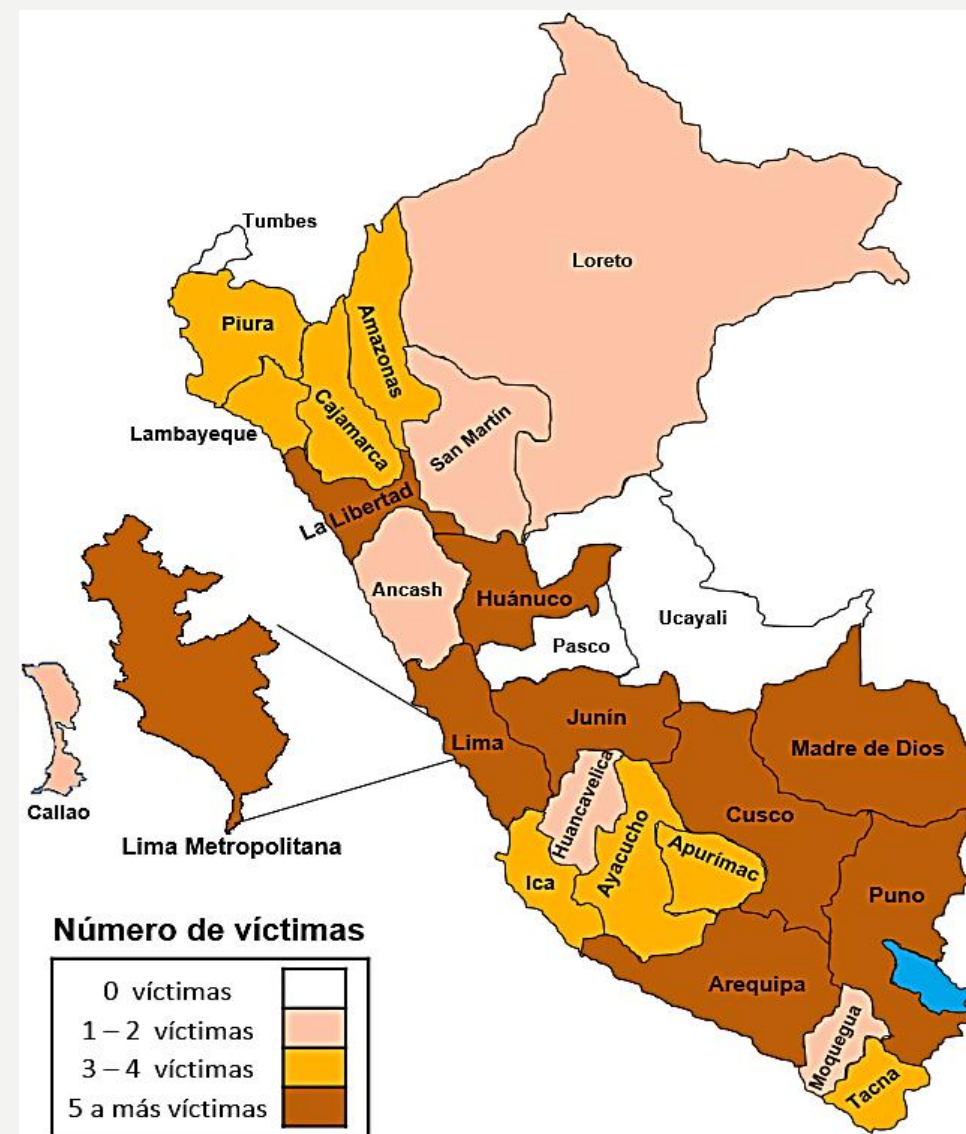 Tumbes
Loreto
Piura
Amazonas
Cajamarca
Lambayeque
San Martín
La Libertad
Ancash
Huánuco
Ucayali
Pasco
Junín
Lima
Madre de Dios
Callao
Huancavelica
Cusco
Lima Metropolitana
Ayacucho
Apurímac
Ica
Puno
Arequipa
Moquegua
Tacna
Número de víctimas
0 víctimas
1 – 2 víctimas
3 – 4 víctimas
5 a más víctimas